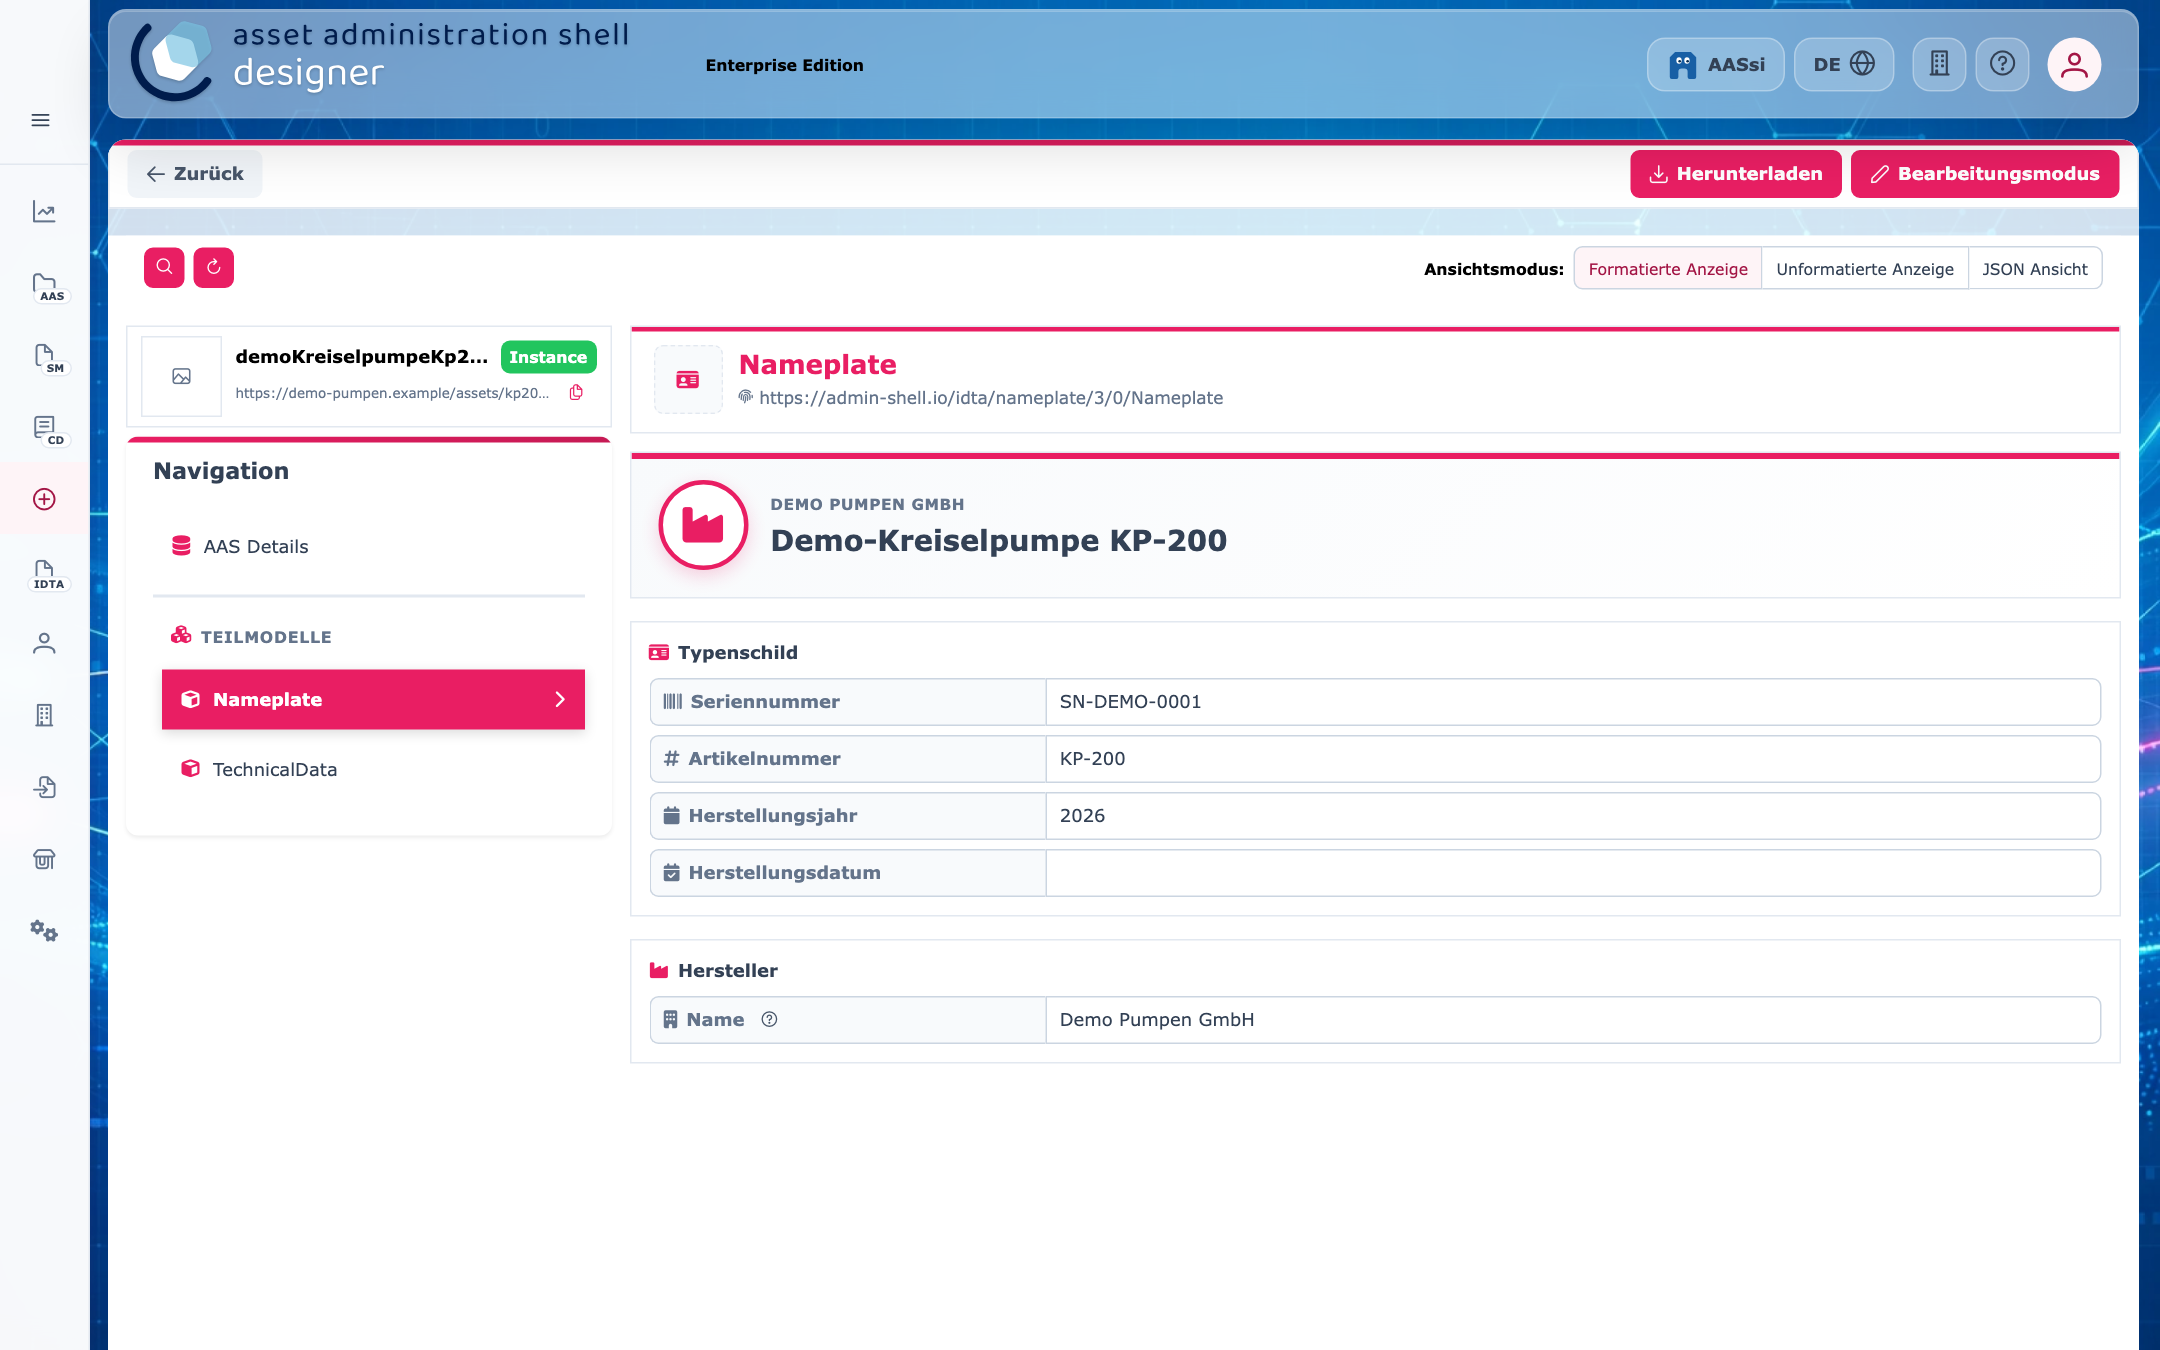 asset administration shell
designer
Enterprise Edition
AASsi
DE
Zurück
Herunterladen
Bearbeitungsmodus
AAS
SM
CD
IDTA
Ansichtsmodus:
Formatierte Anzeige
Unformatierte Anzeige
JSON Ansicht
demoKreiselpumpeKp2...
Instance
https://demo-pumpen.example/assets/kp20...
Navigation
AAS Details
TEILMODELLE
Nameplate
TechnicalData
Nameplate
https://admin-shell.io/idta/nameplate/3/0/Nameplate
DEMO PUMPEN GMBH
Demo-Kreiselpumpe KP-200
Typenschild
Seriennummer
SN-DEMO-0001
Artikelnummer
KP-200
Herstellungsjahr
2026
Herstellungsdatum
Hersteller
Name
Demo Pumpen GmbH